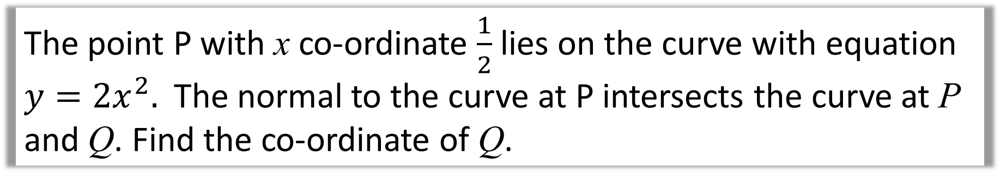 The point P with x co-ordinate 1/2 lies on the curve with equation
y = 2x². The normal to the curve at P intersects the curve at P
and Q. Find the co-ordinate of Q.